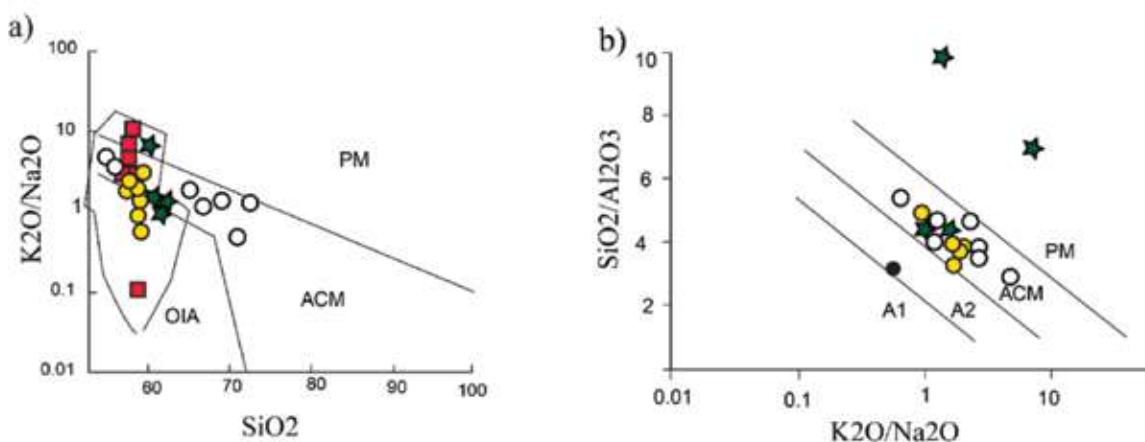 a)
100
10
1
0.1
0.01
K2O/Na2O
PM
ACM
OIA
60
70
80
90
100
SiO2
b)
10
8
6
4
2
0
SiO2/Al2O3
PM
ACM
A2
A1
0.1
1
10
K2O/Na2O